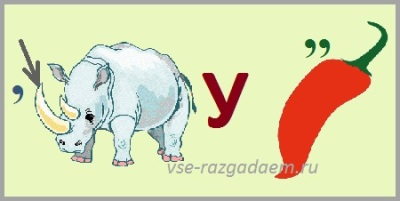 ,
у
,,
vse-razgadaem.ru